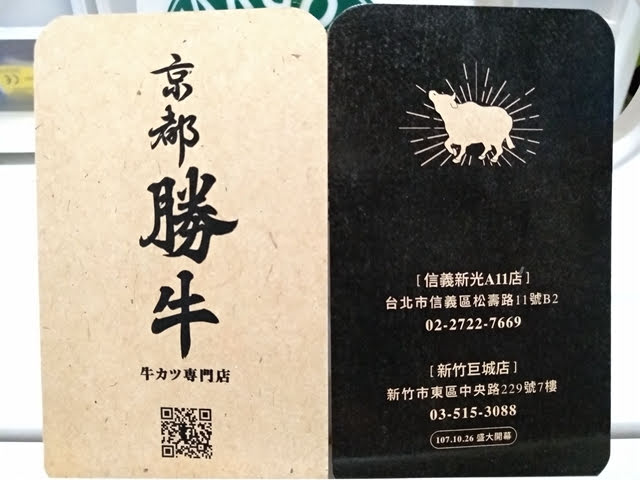 京都
勝牛
牛カツ専門店
[信義新光A11店]
台北市信義區松壽路11號B2
02-2722-7669
[新竹巨城店]
新竹市東區中央路229號7樓
03-515-3088
107.10.26 盛大開幕